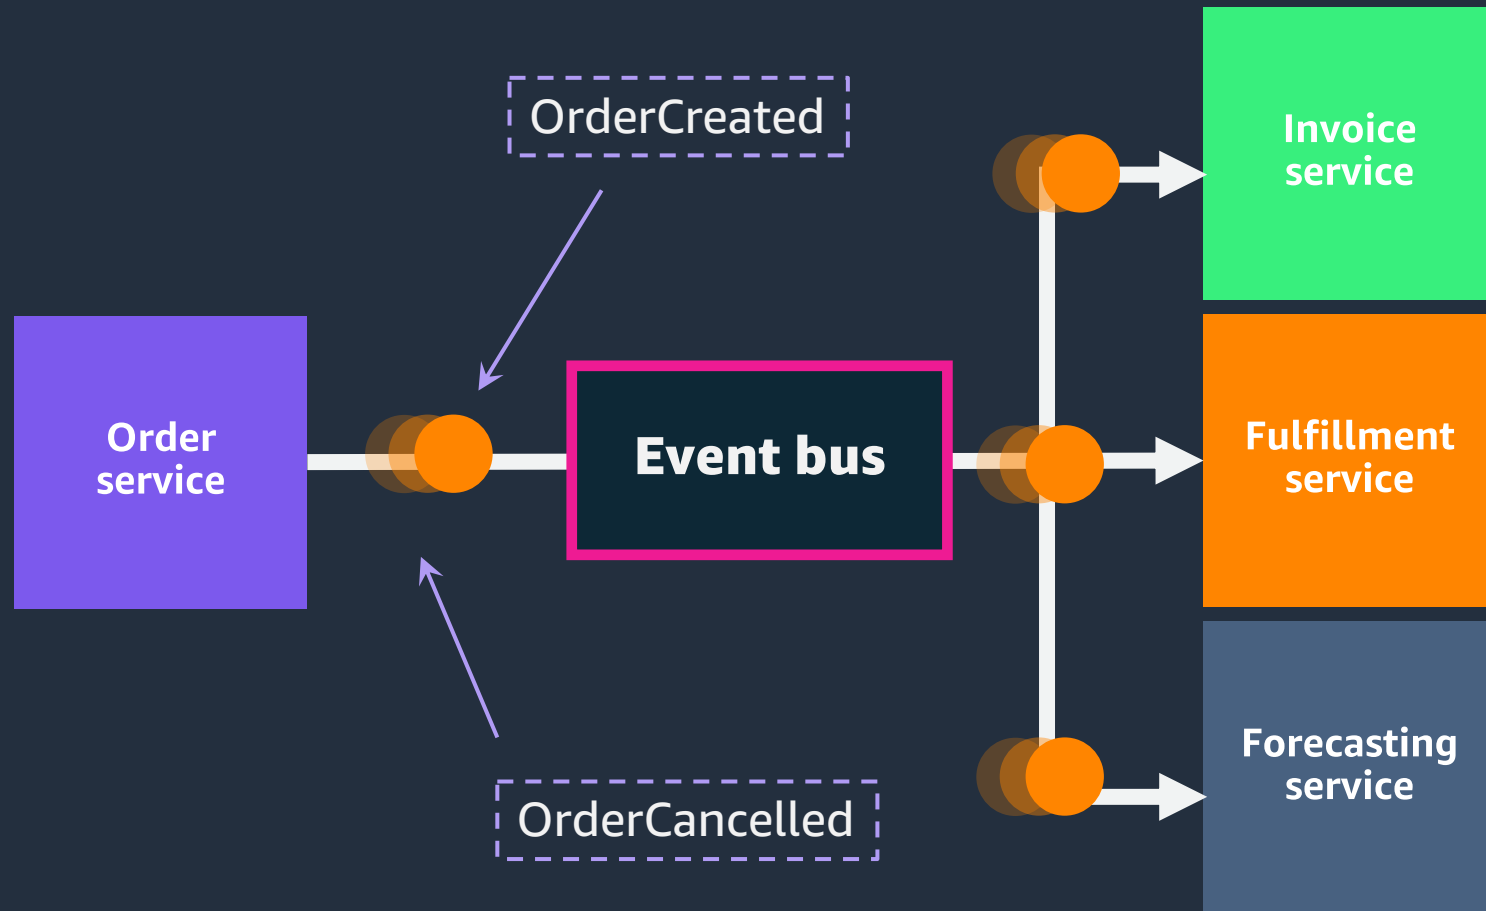 OrderCreated
Invoice
service
Order
service
Event bus
Fulfillment
service
Forecasting
service
OrderCancelled